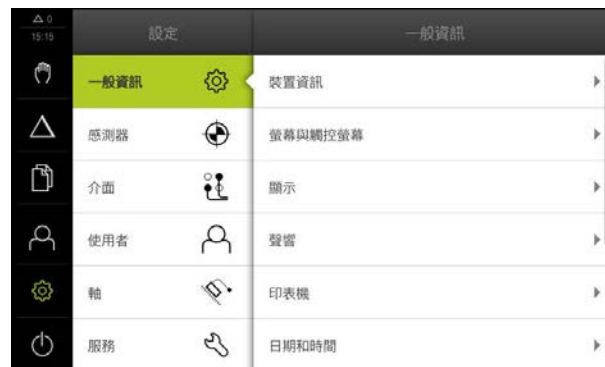 0
15:15
設定
一般資訊
一般資訊
感測器
介面
使用者
軸
服務
裝置資訊
螢幕與觸控螢幕
顯示
聲響
印表機
日期和時間